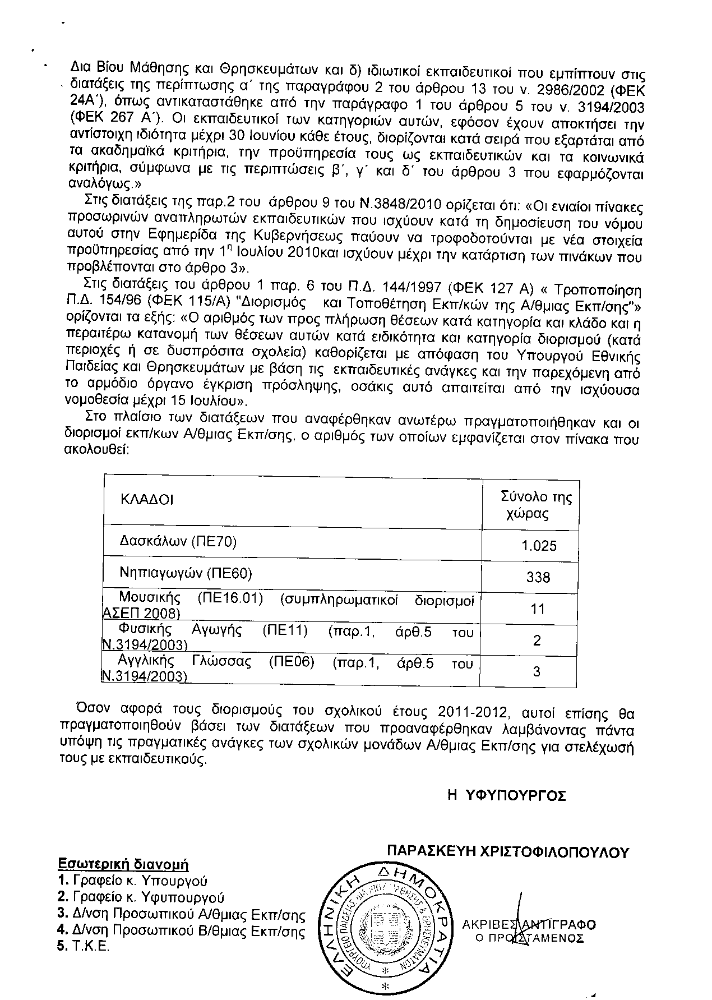 Δια Βίου Μάθησης και Θρησκευμάτων και δ) ιδιωτικοί εκπαιδευτικοί που εμπίπτουν στις
διατάξεις της περίπτωσης α΄ της παραγράφου 2 του άρθρου 13 του ν. 2986/2002 (ΦΕΚ
24Α΄), όπως αντικαταστάθηκε από την παράγραφο 1 του άρθρου 5 του ν. 3194/2003
(ΦΕΚ 267 Α΄). Οι εκπαιδευτικοί των κατηγοριών αυτών, εφόσον έχουν αποκτήσει την
αντίστοιχη ιδιότητα μέχρι 30 Ιουνίου κάθε έτους, διορίζονται κατά σειρά που εξαρτάται από
τα ακαδημαϊκά κριτήρια, την προϋπηρεσία τους ως εκπαιδευτικών και τα κοινωνικά
κριτήρια, σύμφωνα με τις περιπτώσεις β΄, γ΄ και δ΄ του άρθρου 3 που εφαρμόζονται
αναλόγως.»
Στις διατάξεις της παρ.2 του άρθρου 9 του Ν.3848/2010 ορίζεται ότι: «Οι ενιαίοι πίνακες
προσωρινών αναπληρωτών εκπαιδευτικών που ισχύουν κατά τη δημοσίευση του νόμου
αυτού στην Εφημερίδα της Κυβερνήσεως παύουν να τροφοδοτούνται με νέα στοιχεία
προϋπηρεσίας από την 1η Ιουλίου 2010και ισχύουν μέχρι την κατάρτιση των πινάκων που
προβλέπονται στο άρθρο 3».
Στις διατάξεις του άρθρου 1 παρ. 6 του Π.Δ. 144/1997 (ΦΕΚ 127 Α) « Τροποποίηση
Π.Δ. 154/96 (ΦΕΚ 115/Α) "Διορισμός και Τοποθέτηση Εκπ/κών της Α/θμιας Εκπ/σης"»
ορίζονται τα εξής: «Ο αριθμός των προς πλήρωση θέσεων κατά κατηγορία και κλάδο και η
περαιτέρω κατανομή των θέσεων αυτών κατά ειδικότητα και κατηγορία διορισμού (κατά
περιοχές ή σε δυσπρόσιτα σχολεία) καθορίζεται με απόφαση του Υπουργού Εθνικής
Παιδείας και Θρησκευμάτων με βάση τις εκπαιδευτικές ανάγκες και την παρεχόμενη από
το αρμόδιο όργανο έγκριση πρόσληψης, οσάκις αυτό απαιτείται από την ισχύουσα
νομοθεσία μέχρι 15 Ιουλίου».
Στο πλαίσιο των διατάξεων που αναφέρθηκαν ανωτέρω πραγματοποιήθηκαν και οι
διορισμοί εκπ/κων Α/θμιας Εκπ/σης, ο αριθμός των οποίων εμφανίζεται στον πίνακα που
ακολουθεί:
ΚΛΑΔΟΙ
Σύνολο της
χώρας
Δασκάλων (ΠΕ70) 1.025
Νηπιαγωγών (ΠΕ60) 338
Μουσικής (ΠΕ16.01) (συμπληρωματικοί διορισμοί
ΑΣΕΠ 2008) 11
Φυσικής Αγωγής (ΠΕ11) (παρ.1, άρθ.5 του
Ν.3194/2003) 2
Αγγλικής Γλώσσας (ΠΕ06) (παρ.1, άρθ.5 του
Ν.3194/2003) 3
Όσον αφορά τους διορισμούς του σχολικού έτους 2011-2012, αυτοί επίσης θα
πραγματοποιηθούν βάσει των διατάξεων που προαναφέρθηκαν λαμβάνοντας πάντα
υπόψη τις πραγματικές ανάγκες των σχολικών μονάδων Α/θμιας Εκπ/σης για στελέχωσή
τους με εκπαιδευτικούς.
Η ΥΦΥΠΟΥΡΓΟΣ
ΠΑΡΑΣΚΕΥΗ ΧΡΙΣΤΟΦΙΛΟΠΟΥΛΟΥ
Εσωτερική διανομή
1. Γραφείο κ. Υπουργού
2. Γραφείο κ. Υφυπουργού
3. Δ/νση Προσωπικού Α/θμιας Εκπ/σης
4. Δ/νση Προσωπικού Β/θμιας Εκπ/σης
5. Τ.Κ.Ε.
ΕΛΛΗΝΙΚΗ ΔΗΜΟΚΡΑΤΙΑ
ΥΠΟΥΡΓΕΙΟ ΠΑΙΔΕΙΑΣ ΔΙΑ ΒΙΟΥ ΜΑΘΗΣΗΣ & ΘΡΗΣΚΕΥΜΑΤΩΝ
ΑΚΡΙΒΕΣ ΑΝΤΙΓΡΑΦΟ
Ο ΠΡΟΪΣΤΑΜΕΝΟΣ